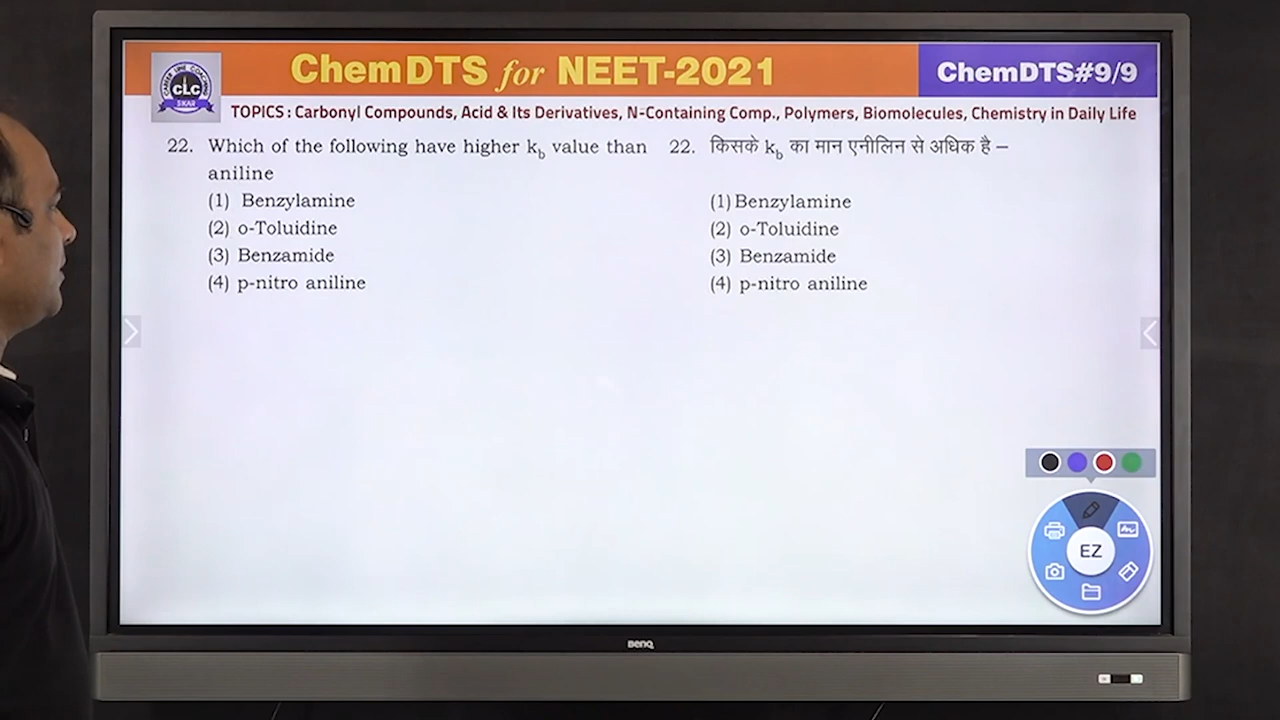 ChemDTS for NEET-2021
ChemDTS#9/9
CAREER LINE COACHING
CLC
SIKAR
TOPICS : Carbonyl Compounds, Acid & Its Derivatives, N-Containing Comp., Polymers, Biomolecules, Chemistry in Daily Life
22. Which of the following have higher kb value than
aniline
(1) Benzylamine
(2) o-Toluidine
(3) Benzamide
(4) p-nitro aniline
22. किसके kb का मान एनीलिन से अधिक है –
(1) Benzylamine
(2) o-Toluidine
(3) Benzamide
(4) p-nitro aniline
EZ
BenQ